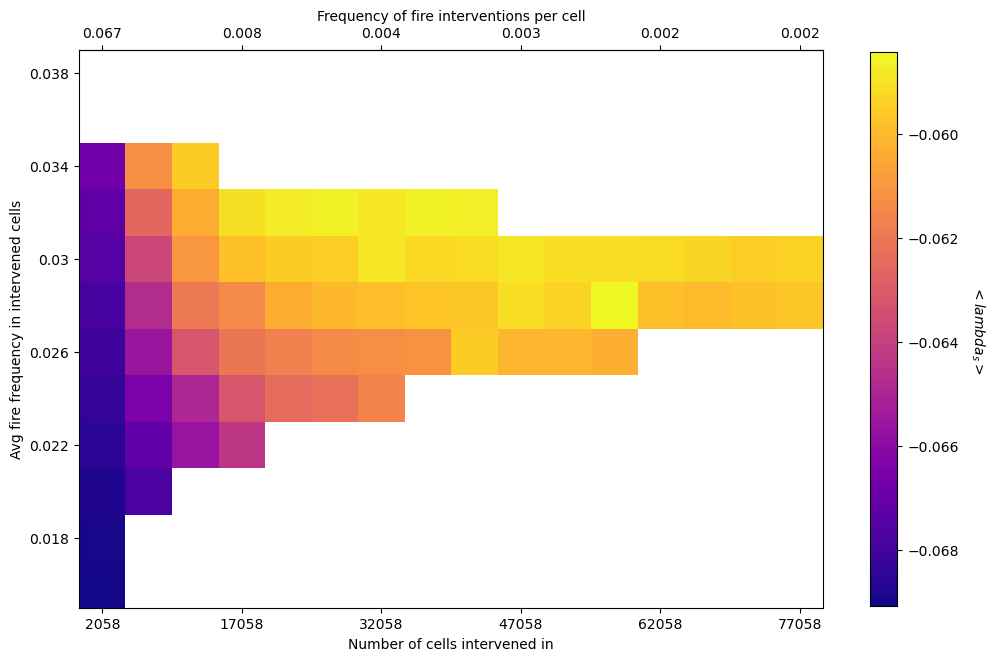 Frequency of fire interventions per cell
0.067 0.008 0.004 0.003 0.002 0.002
Avg fire frequency in intervened cells
0.038
0.034
0.03
0.026
0.022
0.018
2058 17058 32058 47058 62058 77058
Number of cells intervened in
−0.060
−0.062
−0.064
−0.066
−0.068
< lambda_s >